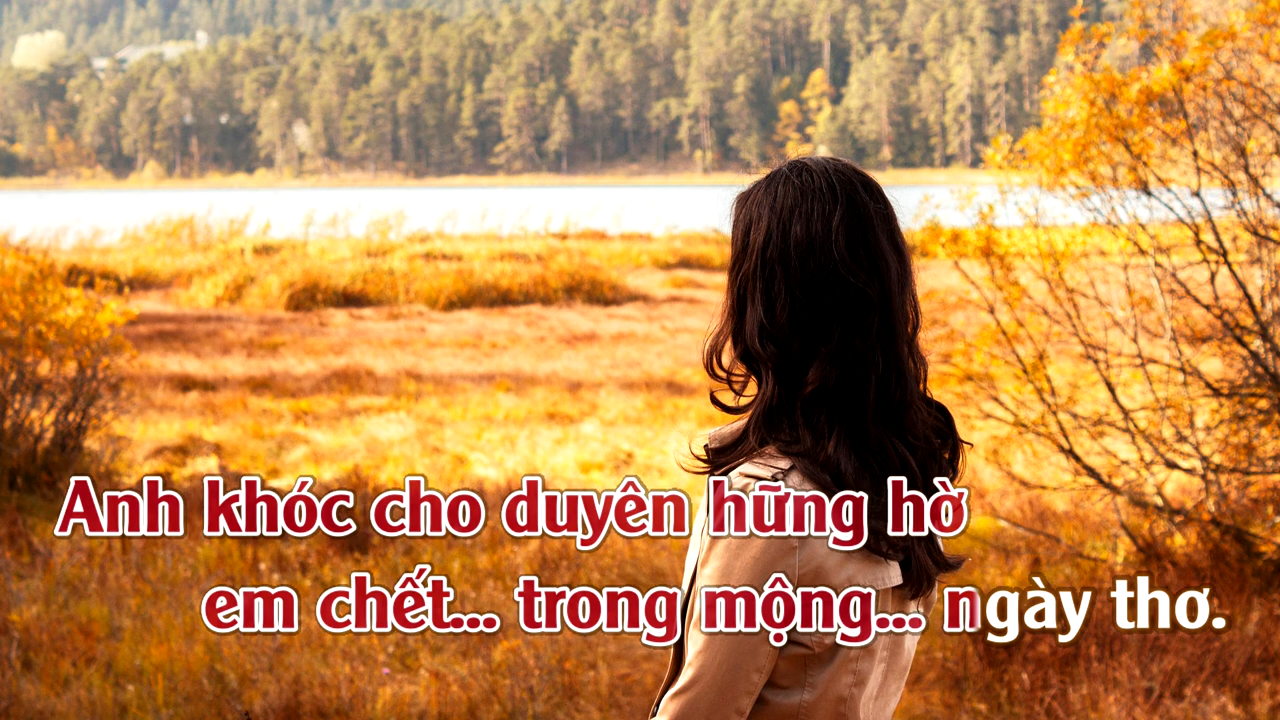 Anh khóc cho duyên hững hờ
em chết... trong mộng... ngày thơ.